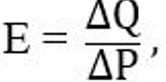 E = ΔQ/ΔP,